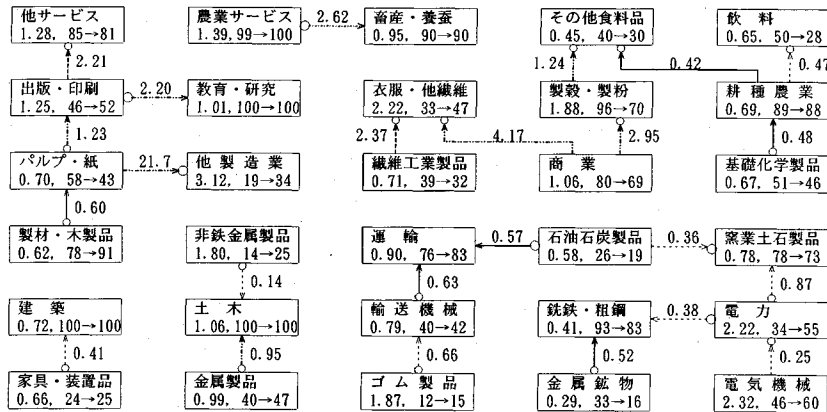 他サービス
1.28, 85→81
農業サービス
1.39, 99→100
2.62
畜産・養蚕
0.95, 90→90
その他食料品
0.45, 40→30
飲料
0.65, 50→28
2.21
1.24
0.42
0.47
出版・印刷
1.25, 46→52
2.20
教育・研究
1.01, 100→100
衣服・他繊維
2.22, 33→47
製穀・製粉
1.88, 96→70
耕種農業
0.69, 89→88
1.23
2.37
4.17
2.95
0.48
パルプ・紙
0.70, 58→43
21.7
他製造業
3.12, 19→34
繊維工業製品
0.71, 39→32
商業
1.06, 80→69
基礎化学製品
0.67, 51→46
0.60
製材・木製品
0.62, 78→91
非鉄金属製品
1.80, 14→25
運輸
0.90, 76→83
0.57
石油石炭製品
0.58, 26→19
0.36
窯業土石製品
0.78, 78→73
0.14
0.63
0.87
建築
0.72, 100→100
土木
1.06, 100→100
輸送機械
0.79, 40→42
銑鉄・粗鋼
0.41, 93→83
0.38
電力
2.22, 34→55
0.41
0.95
0.66
0.52
0.25
家具・装置品
0.66, 24→25
金属製品
0.99, 40→47
ゴム製品
1.87, 12→15
金属鉱物
0.29, 33→16
電気機械
2.32, 46→60